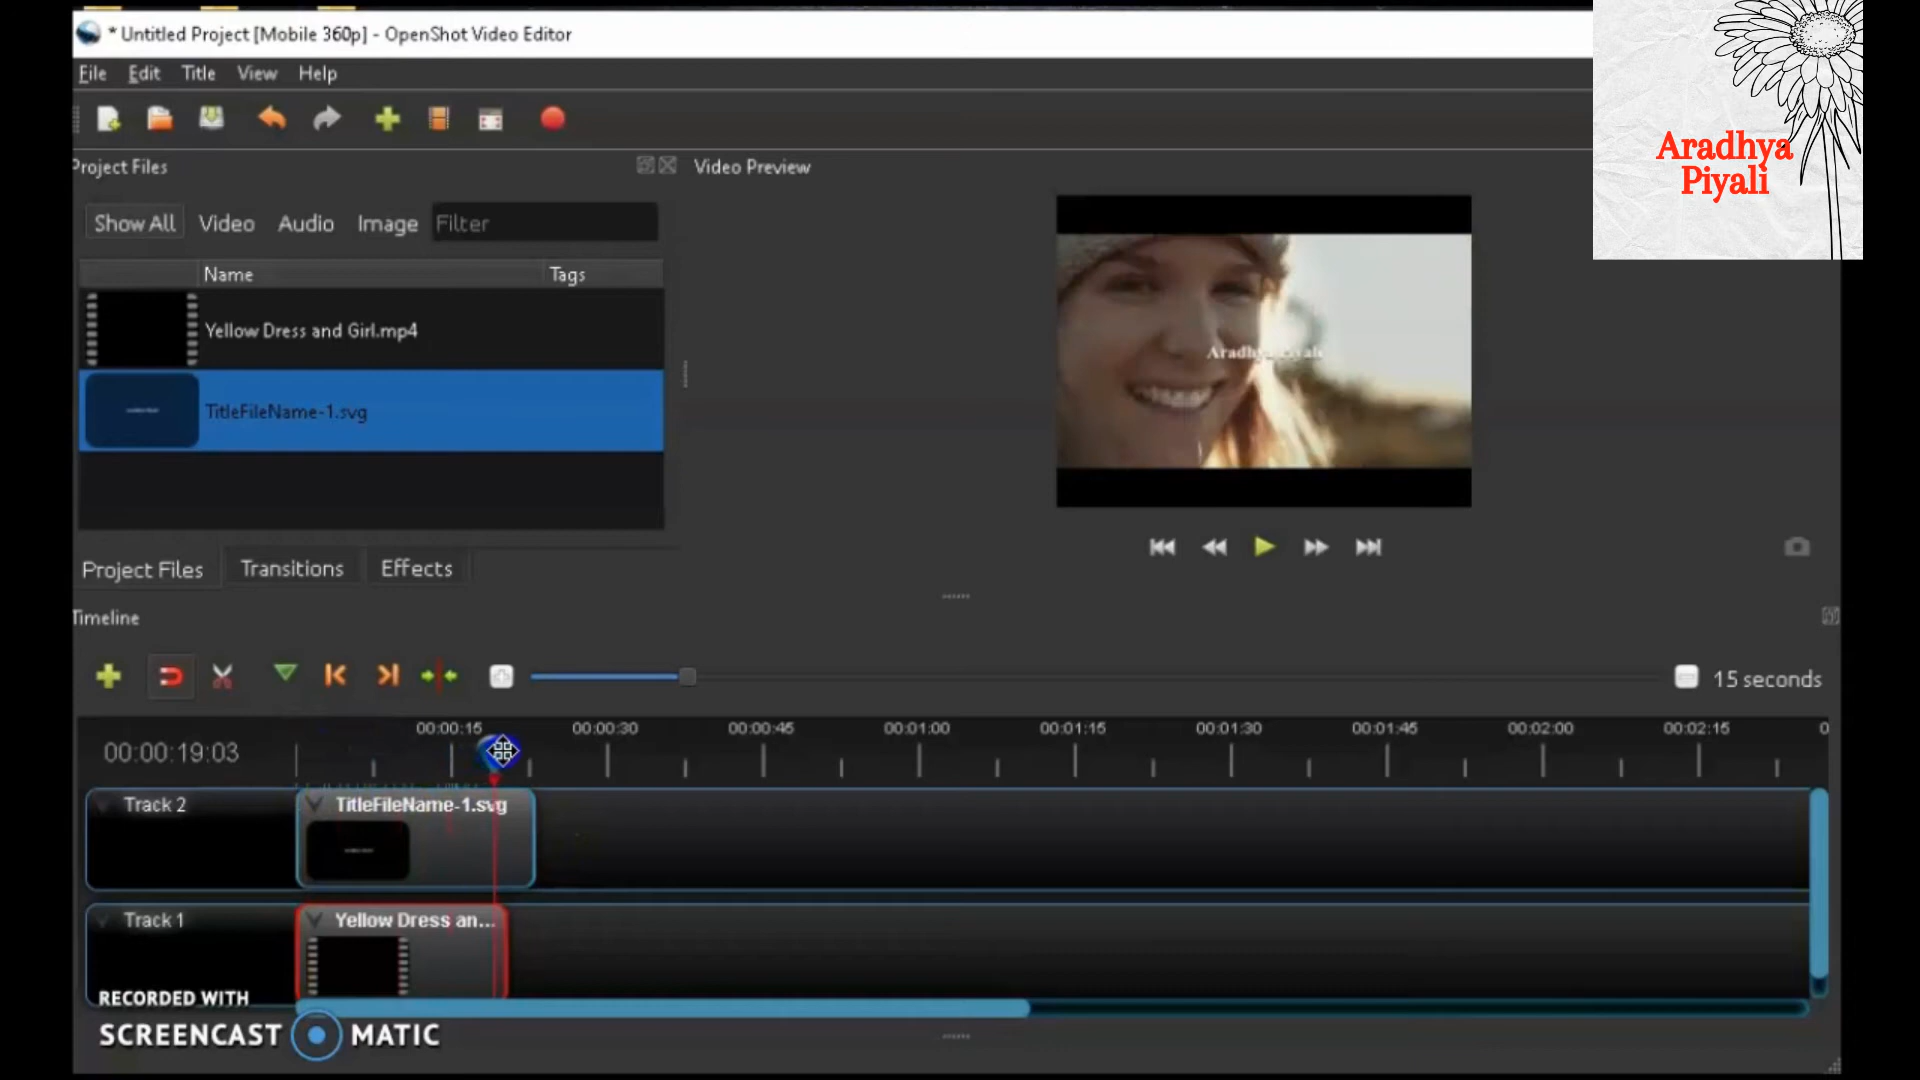 * Untitled Project [Mobile 360p] - OpenShot Video Editor
File Edit Title View Help
Aradhya
Piyali
Project Files
Video Preview
Show All Video Audio Image Filter
Name Tags
Yellow Dress and Girl.mp4
TitleFileName-1.svg
Aradhya Piyali
Project Files Transitions Effects
Timeline
15 seconds
00:00:15 00:00:30 00:00:45 00:01:00 00:01:15 00:01:30 00:01:45 00:02:00 00:02:15 0
00:00:19:03
Track 2 TitleFileName-1.svg
Track 1 Yellow Dress an...
RECORDED WITH
SCREENCAST MATIC